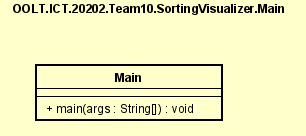 OOLT.ICT.20202.Team10.SortingVisualizer.Main
Main
+ main(args : String[]) : void